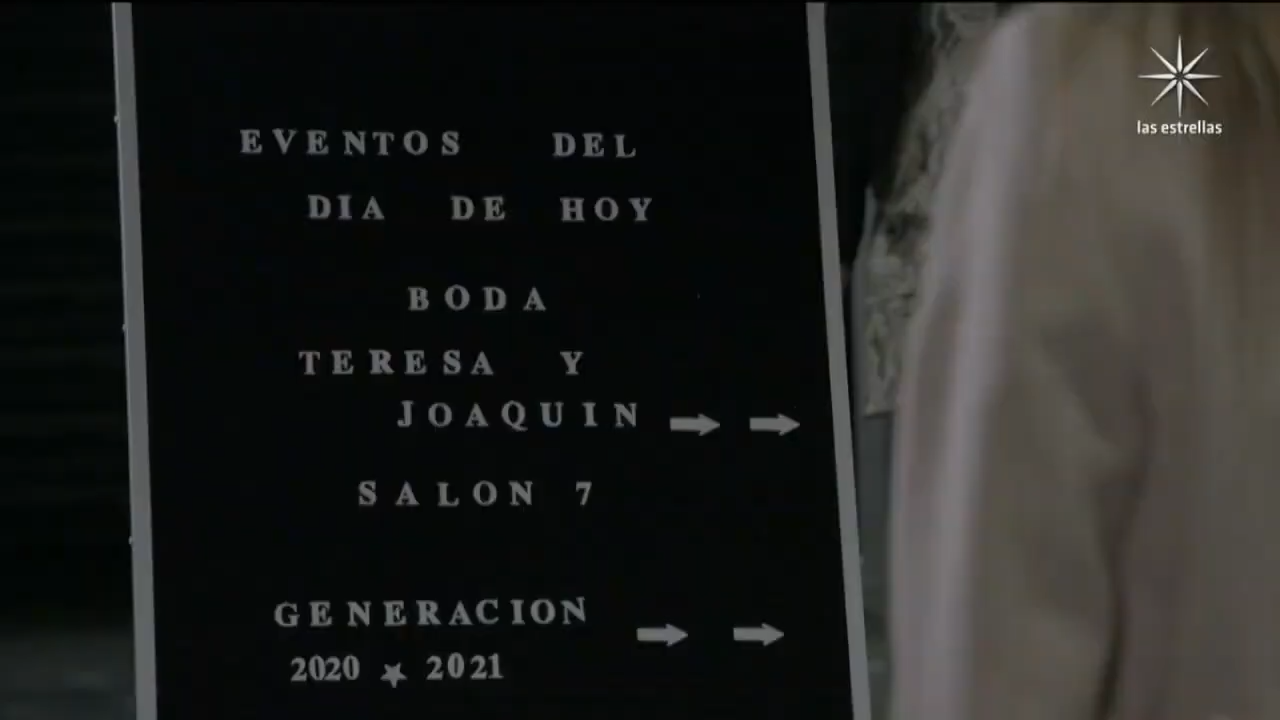 las estrellas
EVENTOS DEL
DIA DE HOY
BODA
TERESA Y
JOAQUIN
SALON 7
GENERACION
2020 2021